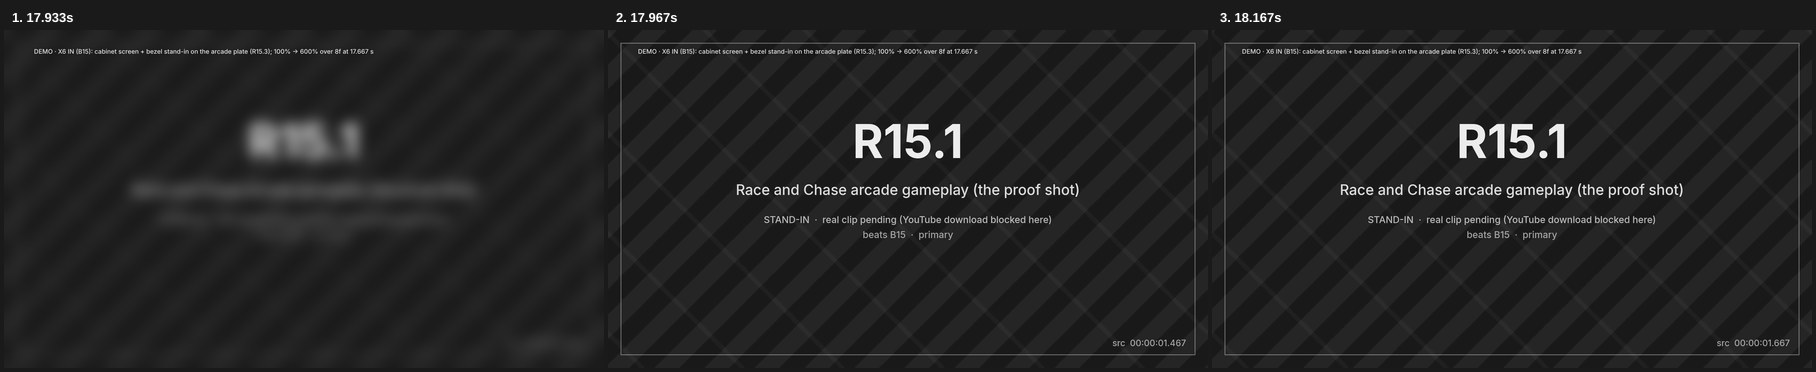 1. 17.933s
DEMO · X6 IN (B15): cabinet screen + bezel stand-in on the arcade plate (R15.3); 100% → 600% over 8f at 17.667 s
R15.1
2. 17.967s
DEMO · X6 IN (B15): cabinet screen + bezel stand-in on the arcade plate (R15.3); 100% → 600% over 8f at 17.667 s
R15.1
Race and Chase arcade gameplay (the proof shot)
STAND-IN · real clip pending (YouTube download blocked here)
beats B15 · primary
src 00:00:01.467
3. 18.167s
DEMO · X6 IN (B15): cabinet screen + bezel stand-in on the arcade plate (R15.3); 100% → 600% over 8f at 17.667 s
R15.1
Race and Chase arcade gameplay (the proof shot)
STAND-IN · real clip pending (YouTube download blocked here)
beats B15 · primary
src 00:00:01.667